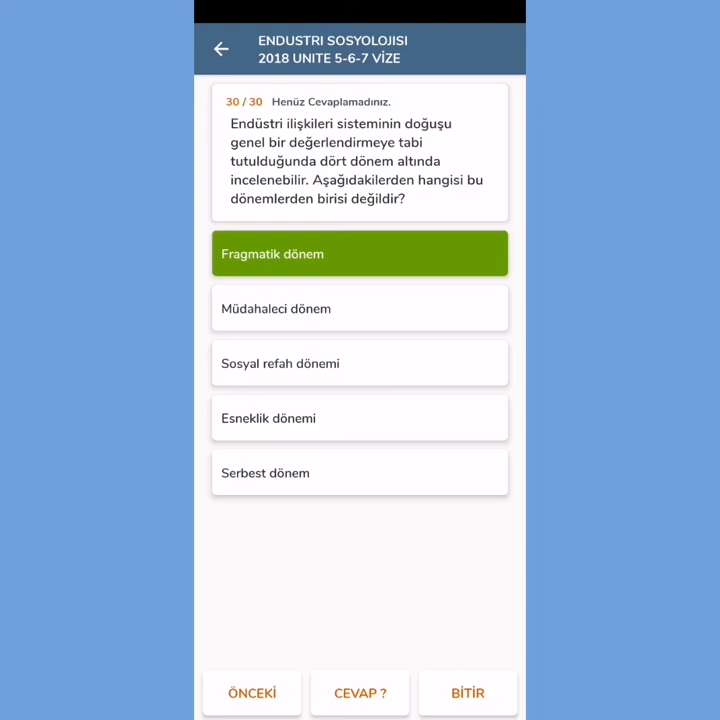 ENDUSTRI SOSYOLOJISI
2018 UNITE 5-6-7 VİZE
30 / 30 Henüz Cevaplamadınız.
Endüstri ilişkileri sisteminin doğuşu
genel bir değerlendirmeye tabi
tutulduğunda dört dönem altında
incelenebilir. Aşağıdakilerden hangisi bu
dönemlerden birisi değildir?
Fragmatik dönem
Müdahaleci dönem
Sosyal refah dönemi
Esneklik dönemi
Serbest dönem
ÖNCEKİ CEVAP ? BİTİR